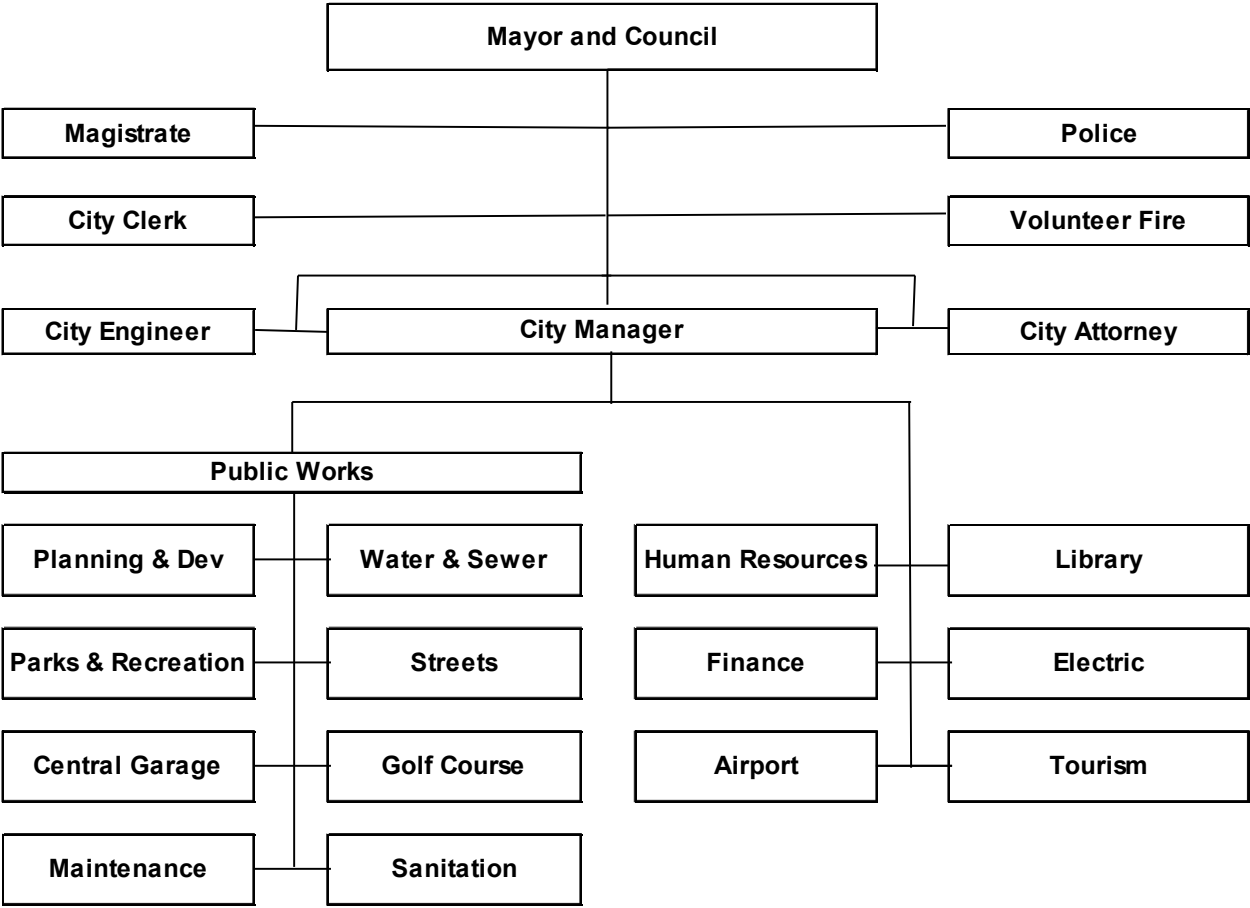 Mayor and Council
Magistrate
Police
City Clerk
Volunteer Fire
City Engineer
City Manager
City Attorney
Public Works
Planning & Dev
Water & Sewer
Human Resources
Library
Parks & Recreation
Streets
Finance
Electric
Central Garage
Golf Course
Airport
Tourism
Maintenance
Sanitation